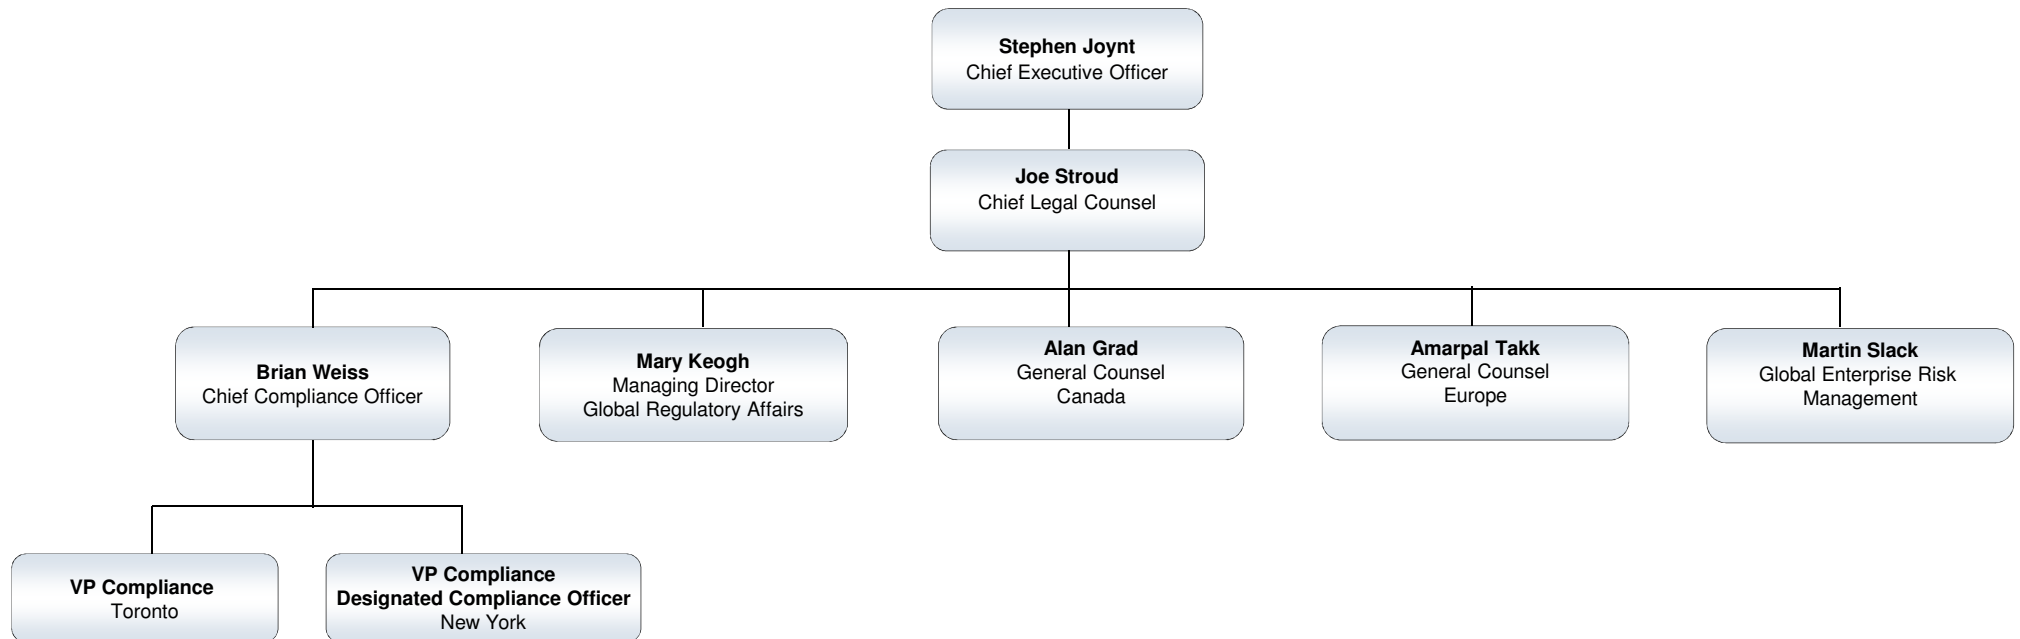 Stephen Joynt
Chief Executive Officer
Joe Stroud
Chief Legal Counsel
Brian Weiss
Chief Compliance Officer
Mary Keogh
Managing Director
Global Regulatory Affairs
Alan Grad
General Counsel
Canada
Amarpal Takk
General Counsel
Europe
Martin Slack
Global Enterprise Risk
Management
VP Compliance
Toronto
VP Compliance
Designated Compliance Officer
New York